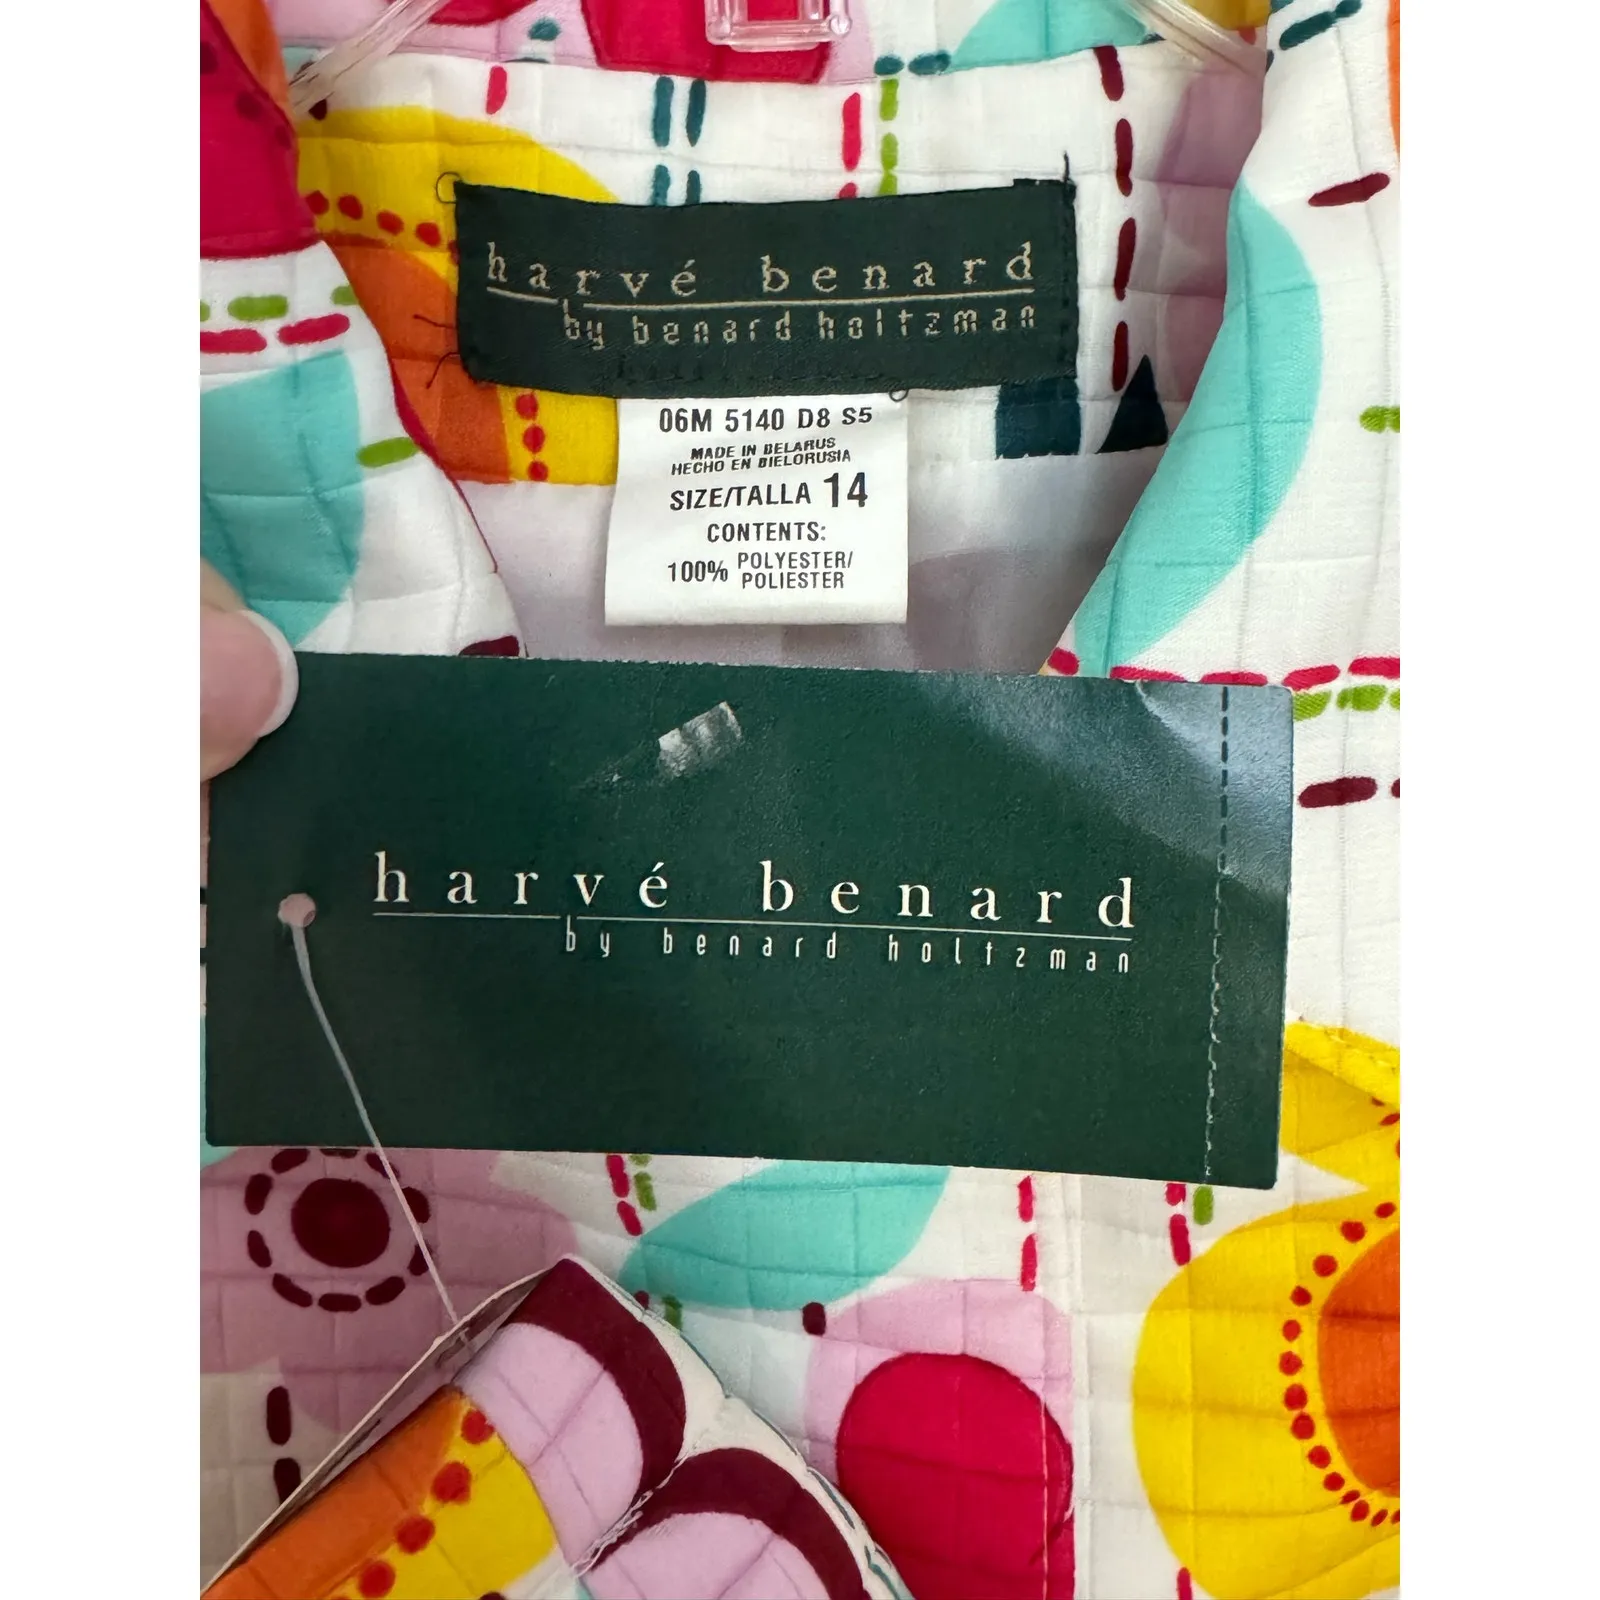 harvé benard
by benard holtzman
06M 5140 D8 S5
MADE IN BELARUS
HECHO EN BIELORUSIA
SIZE/TALLA 14
CONTENTS:
100% POLYESTER/
POLIESTER
harvé benard
by benard holtzman